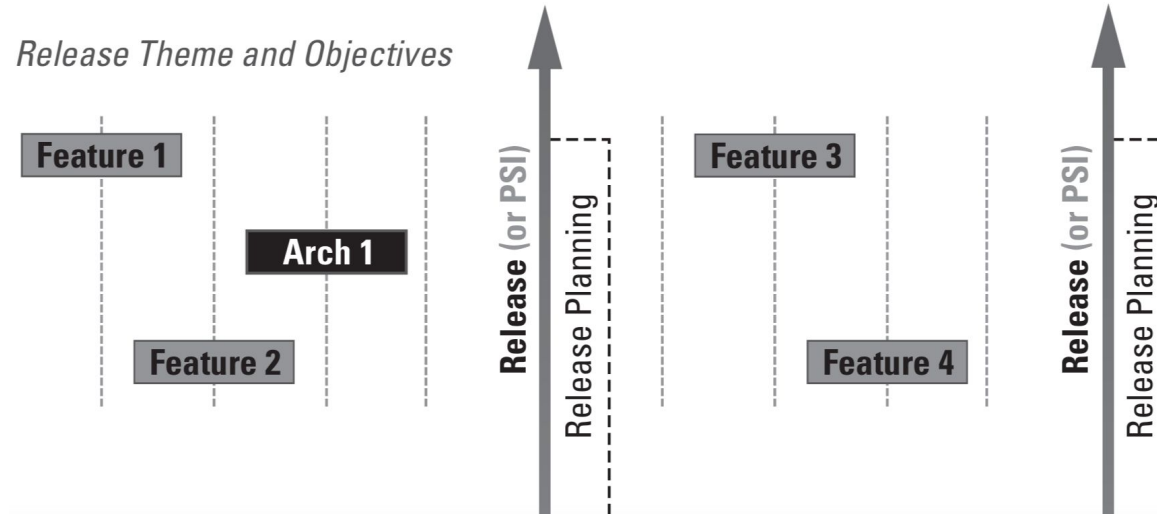 Release Theme and Objectives
Feature 1
Arch 1
Feature 2
Release (or PSI)
Release Planning
Feature 3
Feature 4
Release (or PSI)
Release Planning